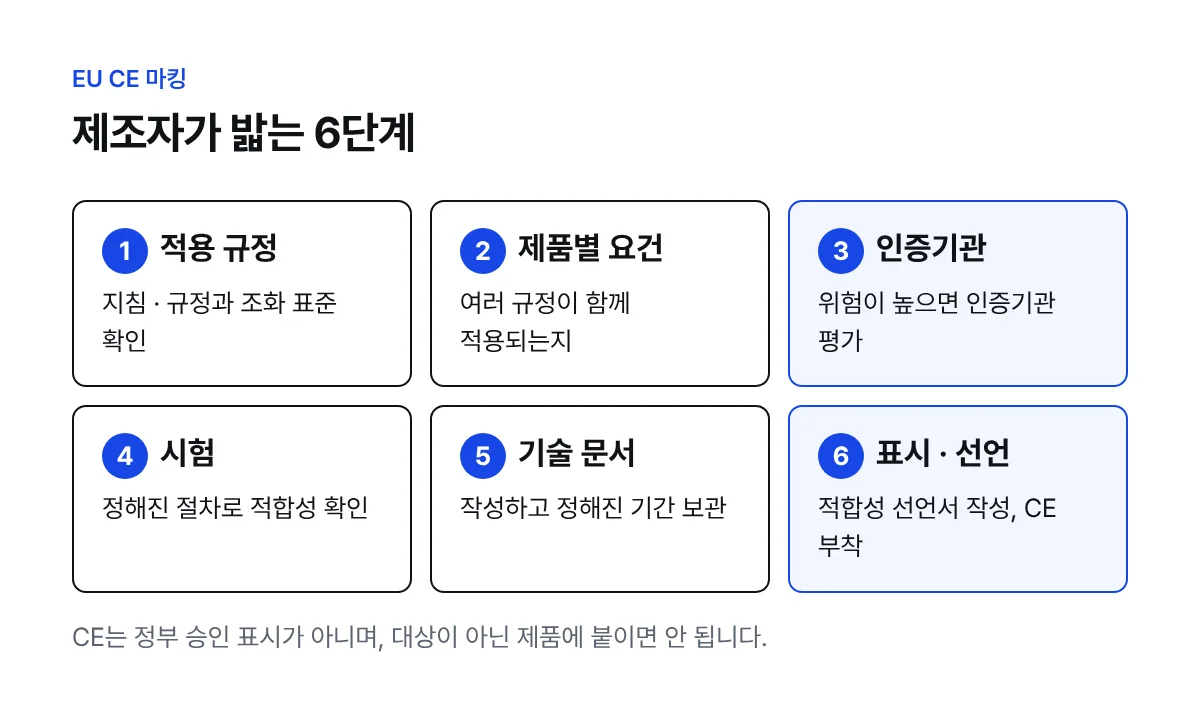 EU CE 마킹
제조자가 밟는 6단계
1 적용 규정
지침 · 규정과 조화 표준
확인
2 제품별 요건
여러 규정이 함께
적용되는지
3 인증기관
위험이 높으면 인증기관
평가
4 시험
정해진 절차로 적합성 확인
5 기술 문서
작성하고 정해진 기간 보관
6 표시 · 선언
적합성 선언서 작성, CE
부착
CE는 정부 승인 표시가 아니며, 대상이 아닌 제품에 붙이면 안 됩니다.